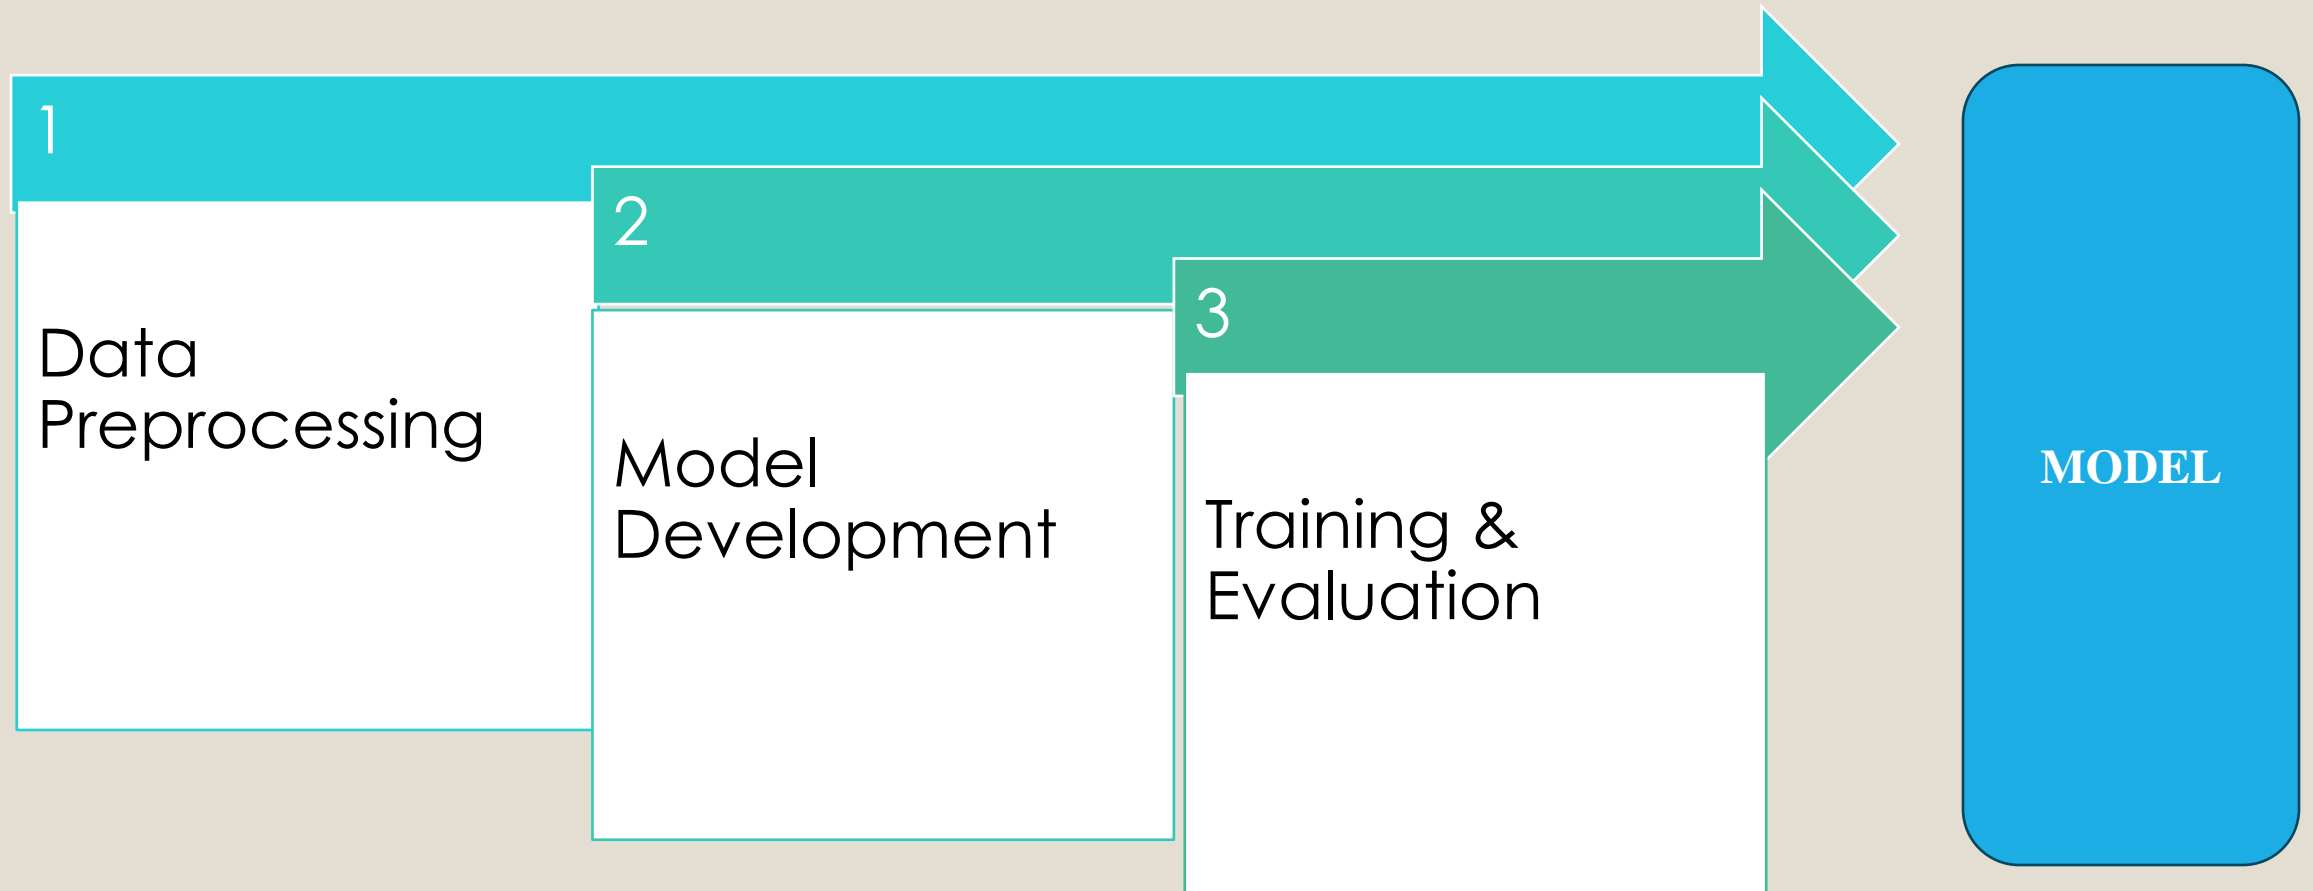 1
Data
Preprocessing
2
Model
Development
3
Training &
Evaluation
MODEL